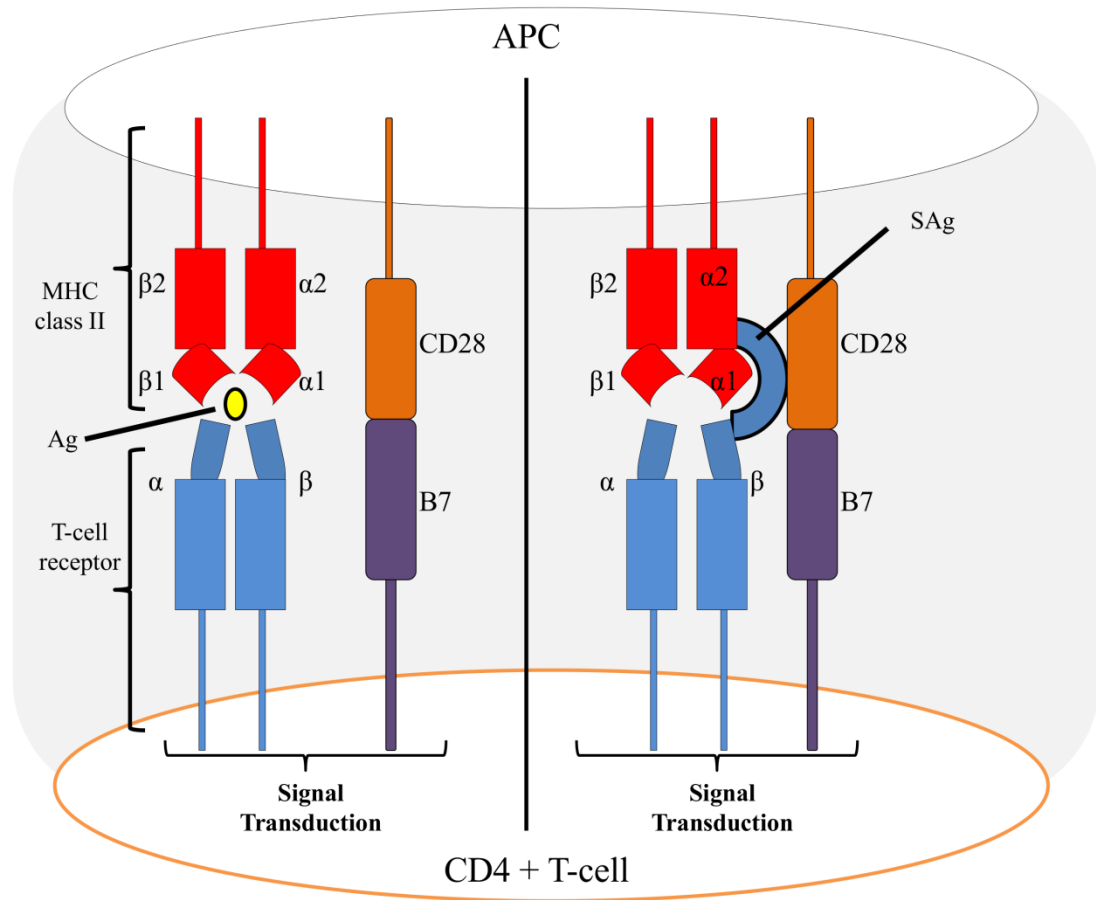 APC
SAg
β2
α2
β2
α2
MHC
class II
CD28
CD28
β1
α1
β1
α1
Ag
α
β
α
β
B7
B7
T-cell
receptor
Signal
Transduction
Signal
Transduction
CD4 + T-cell